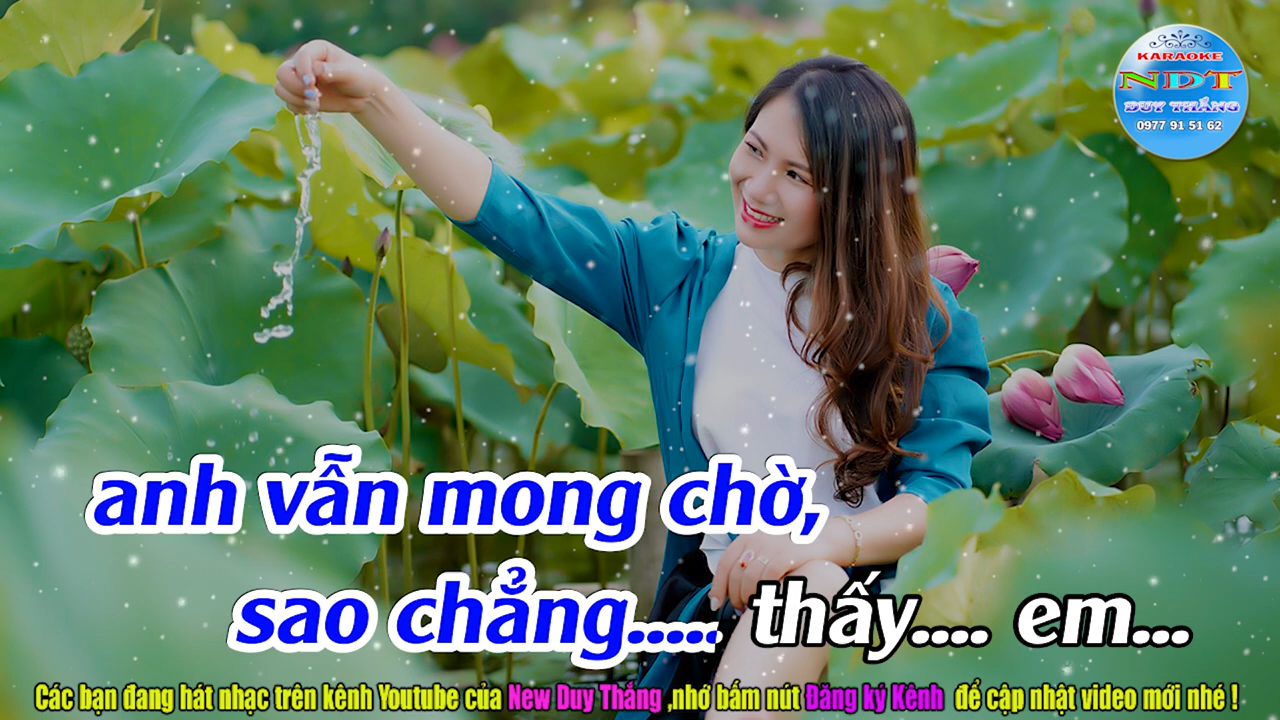 KARAOKE
NDT
DUY THẮNG
0977 91 51 62
anh vẫn mong chờ,
sao chẳng..... thấy.... em...
Các bạn đang hát nhạc trên kênh Youtube của New Duy Thắng ,nhớ bấm nút Đăng ký Kênh để cập nhật video mới nhé !